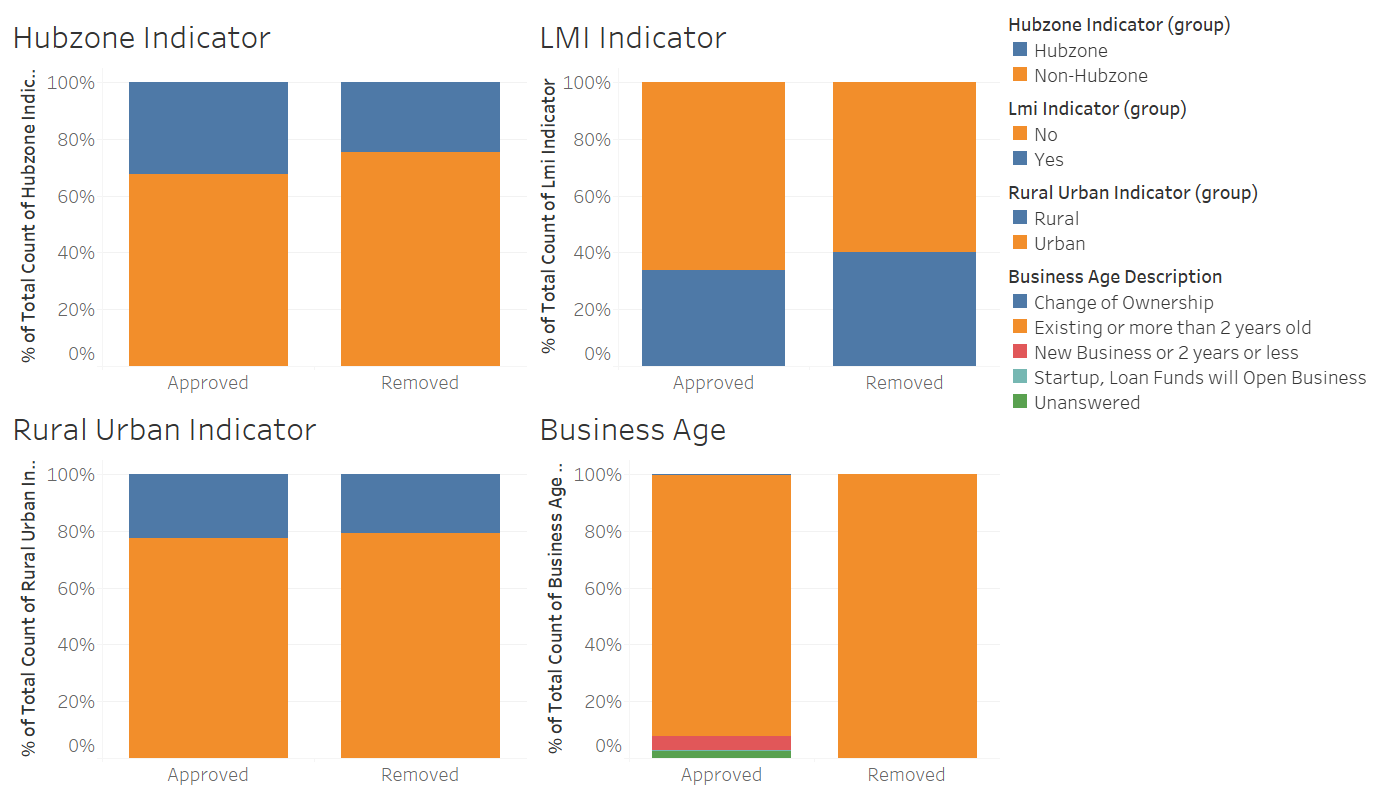 Hubzone Indicator
% of Total Count of Hubzone Indic..
100%
80%
60%
40%
20%
0%
Approved
Removed
LMI Indicator
% of Total Count of Lmi Indicator
100%
80%
60%
40%
20%
0%
Approved
Removed
Rural Urban Indicator
% of Total Count of Rural Urban In..
100%
80%
60%
40%
20%
0%
Approved
Removed
Business Age
% of Total Count of Business Age ..
100%
80%
60%
40%
20%
0%
Approved
Removed
Hubzone Indicator (group)
Hubzone
Non-Hubzone
Lmi Indicator (group)
No
Yes
Rural Urban Indicator (group)
Rural
Urban
Business Age Description
Change of Ownership
Existing or more than 2 years old
New Business or 2 years or less
Startup, Loan Funds will Open Business
Unanswered